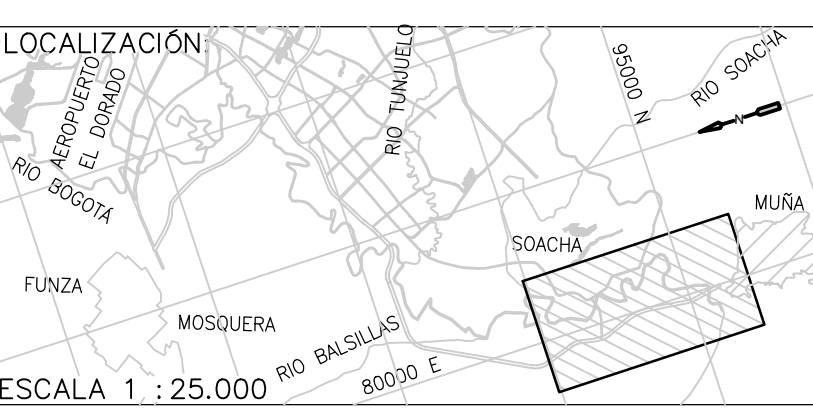 LOCALIZACIÓN:
AEROPUERTO
EL DORADO
RIO TUNJUELO
95000 N
RIO SOACHA
N
RIO BOGOTÁ
MUÑA
SOACHA
FUNZA
MOSQUERA
RIO BALSILLAS
80000 E
ESCALA 1 : 25.000